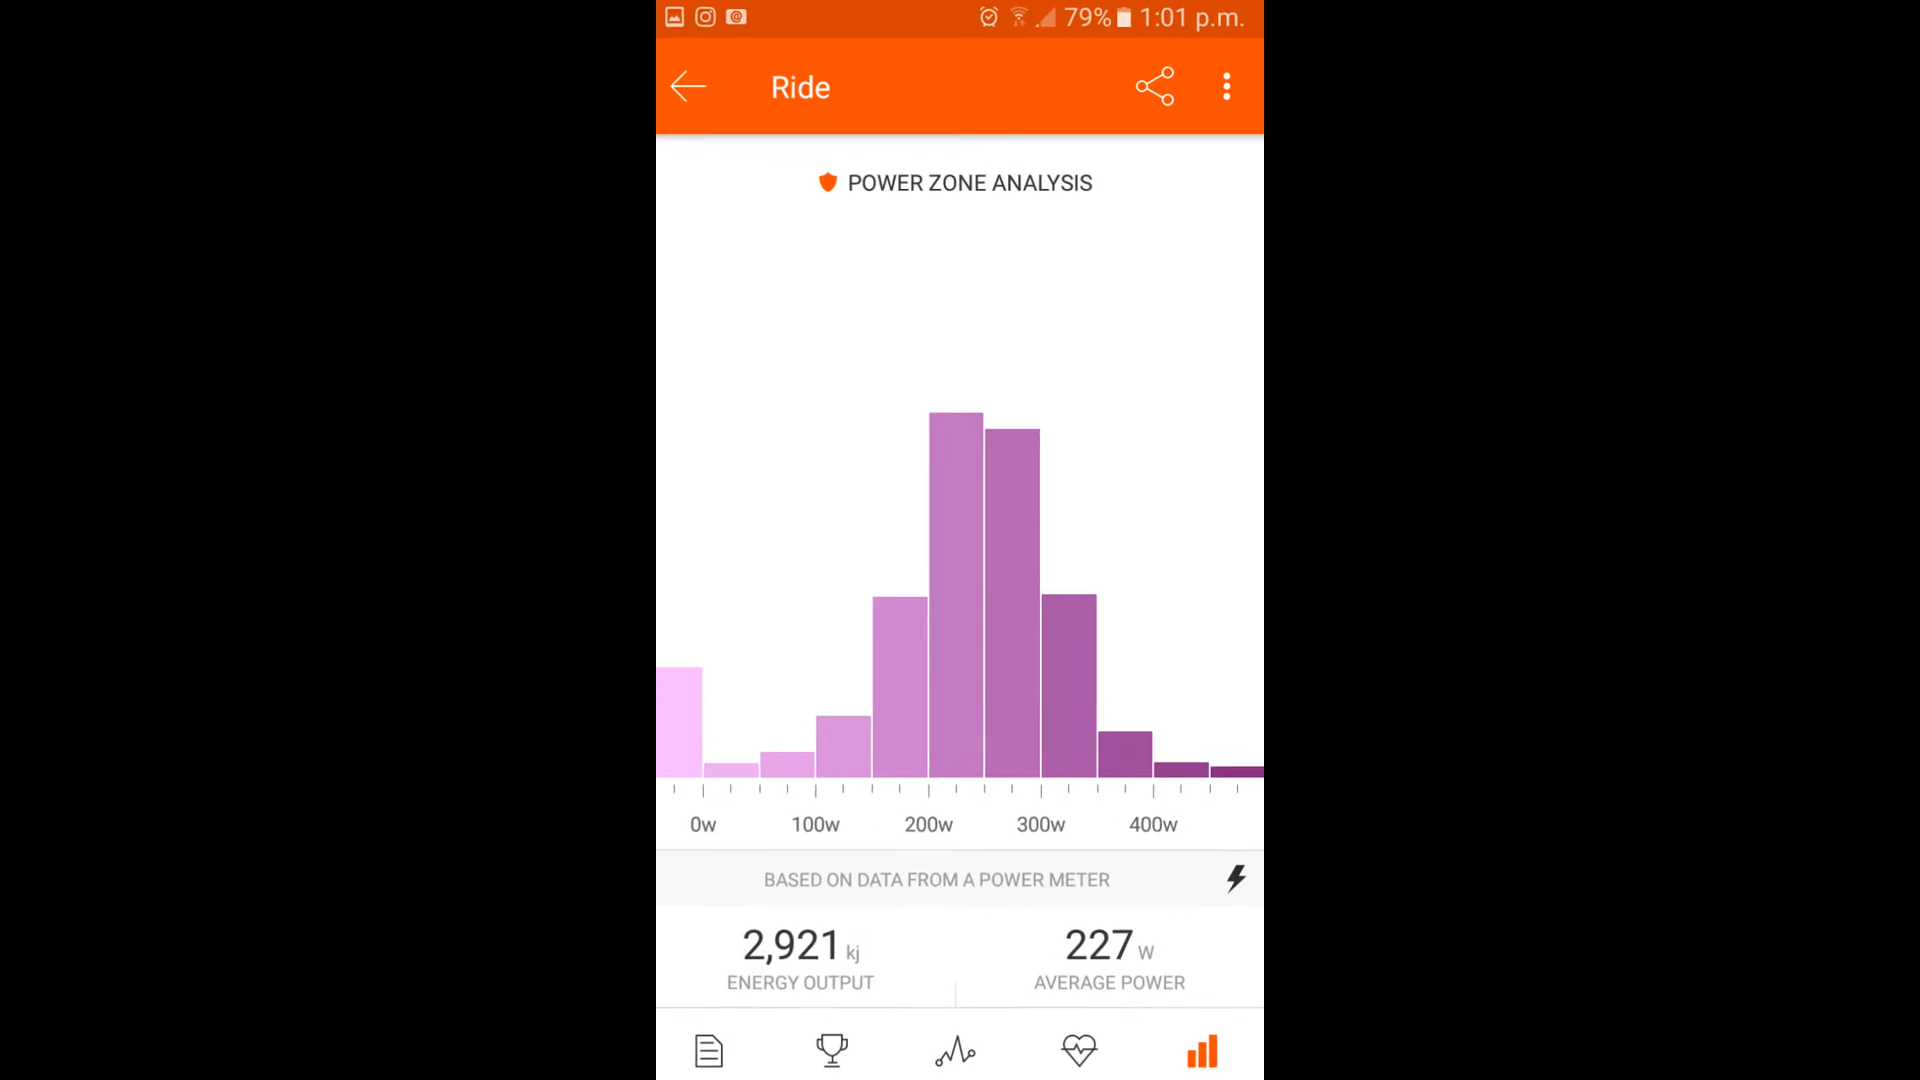 79% 1:01 p.m.
Ride
POWER ZONE ANALYSIS
0w 100w 200w 300w 400w
BASED ON DATA FROM A POWER METER
2,921 kj 227 W
ENERGY OUTPUT AVERAGE POWER